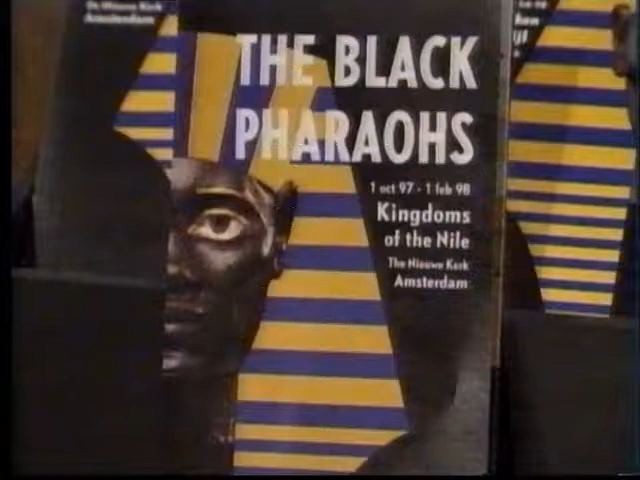 De Nieuwe Kerk
Amsterdam
THE BLACK
PHARAOHS
1 oct 97 - 1 feb 98
Kingdoms
of the Nile
The Nieuwe Kerk
Amsterdam